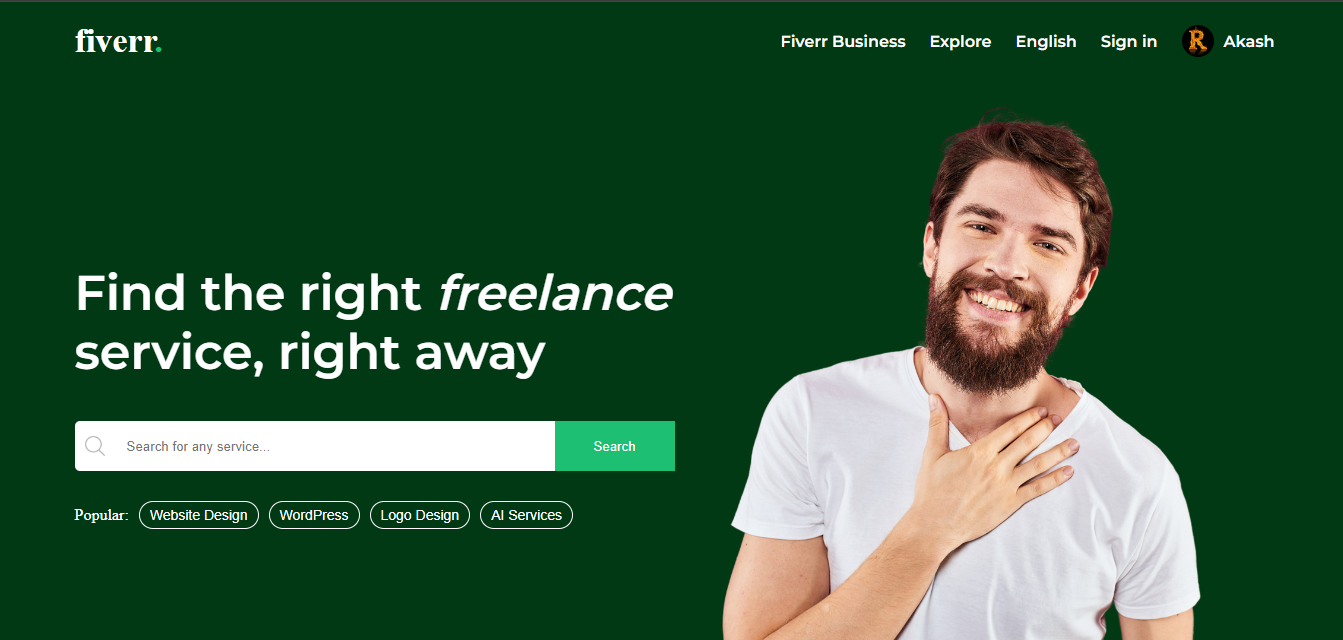 fiverr.
Fiverr Business Explore English Sign in R Akash
Find the right freelance
service, right away
Search for any service...
Search
Popular: Website Design WordPress Logo Design AI Services